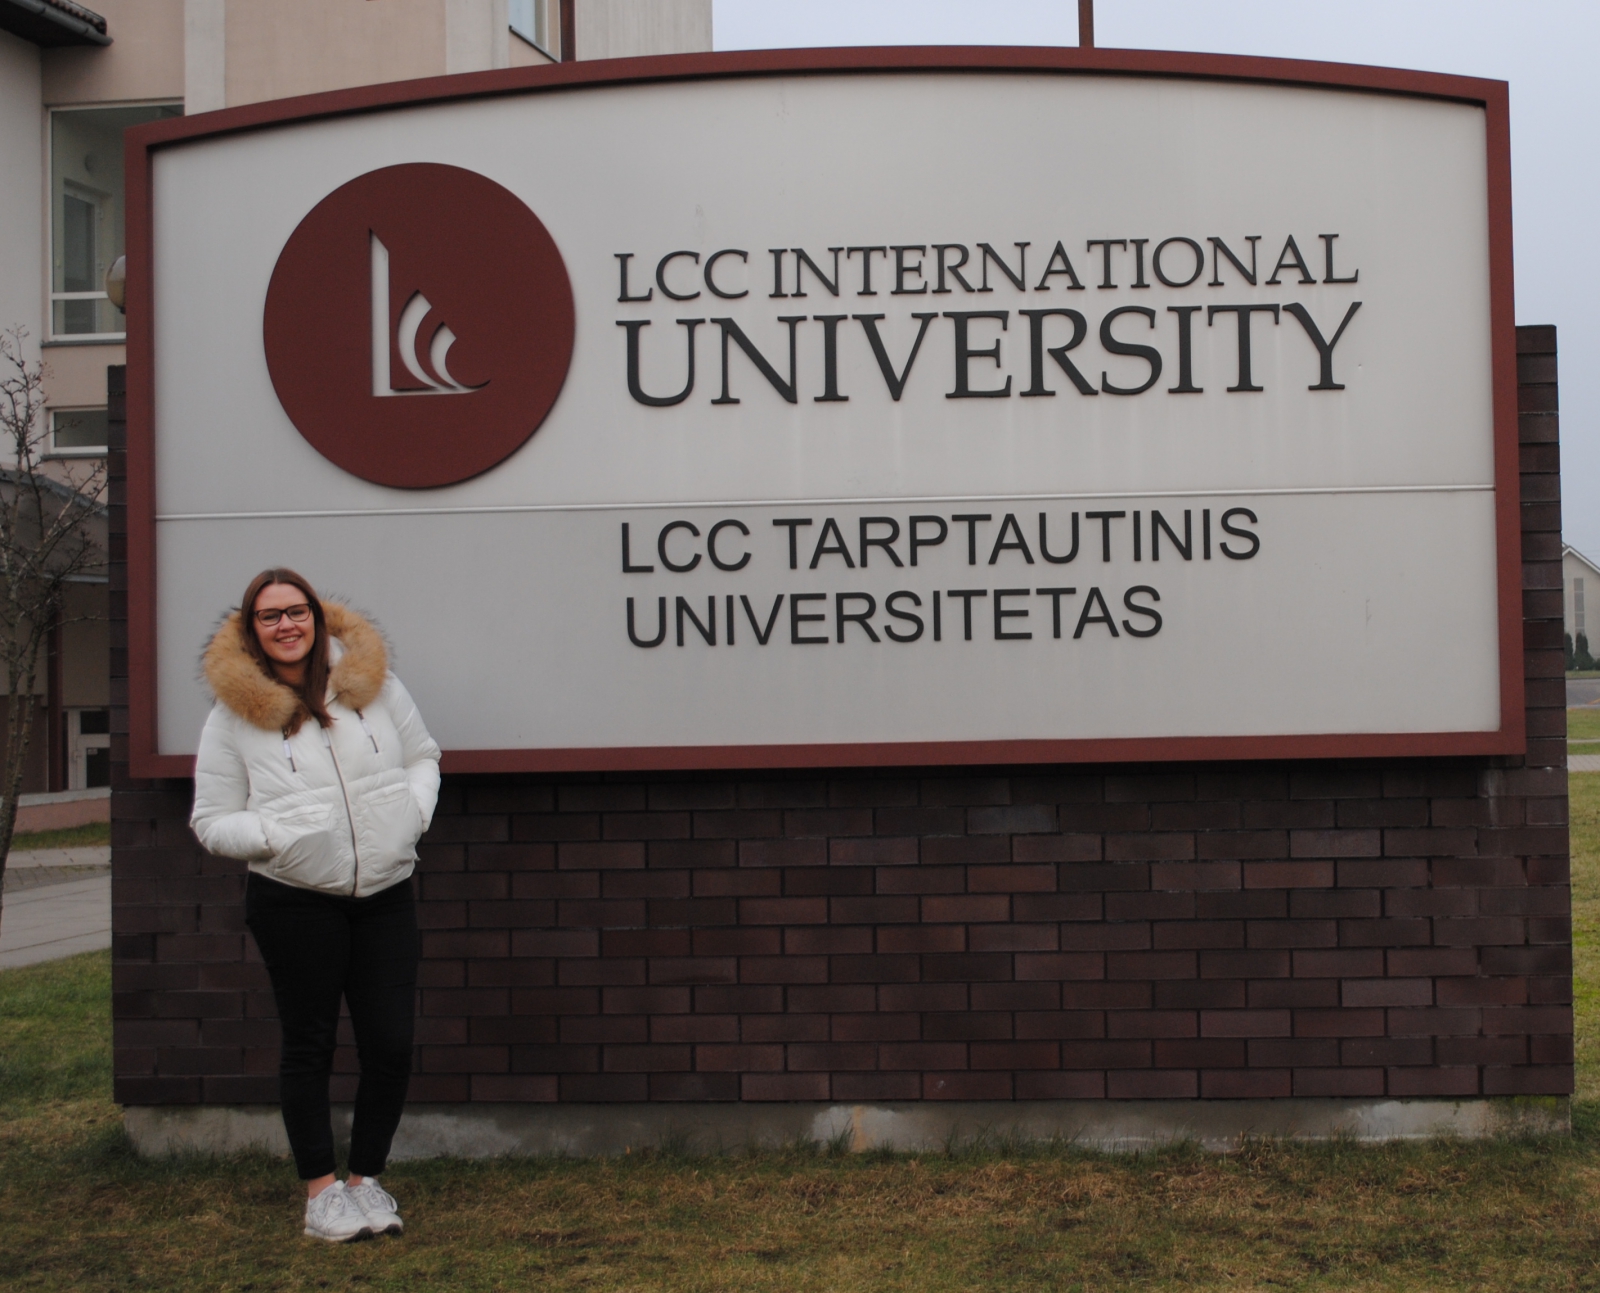 LCC INTERNATIONAL
UNIVERSITY
LCC TARPTAUTINIS
UNIVERSITETAS